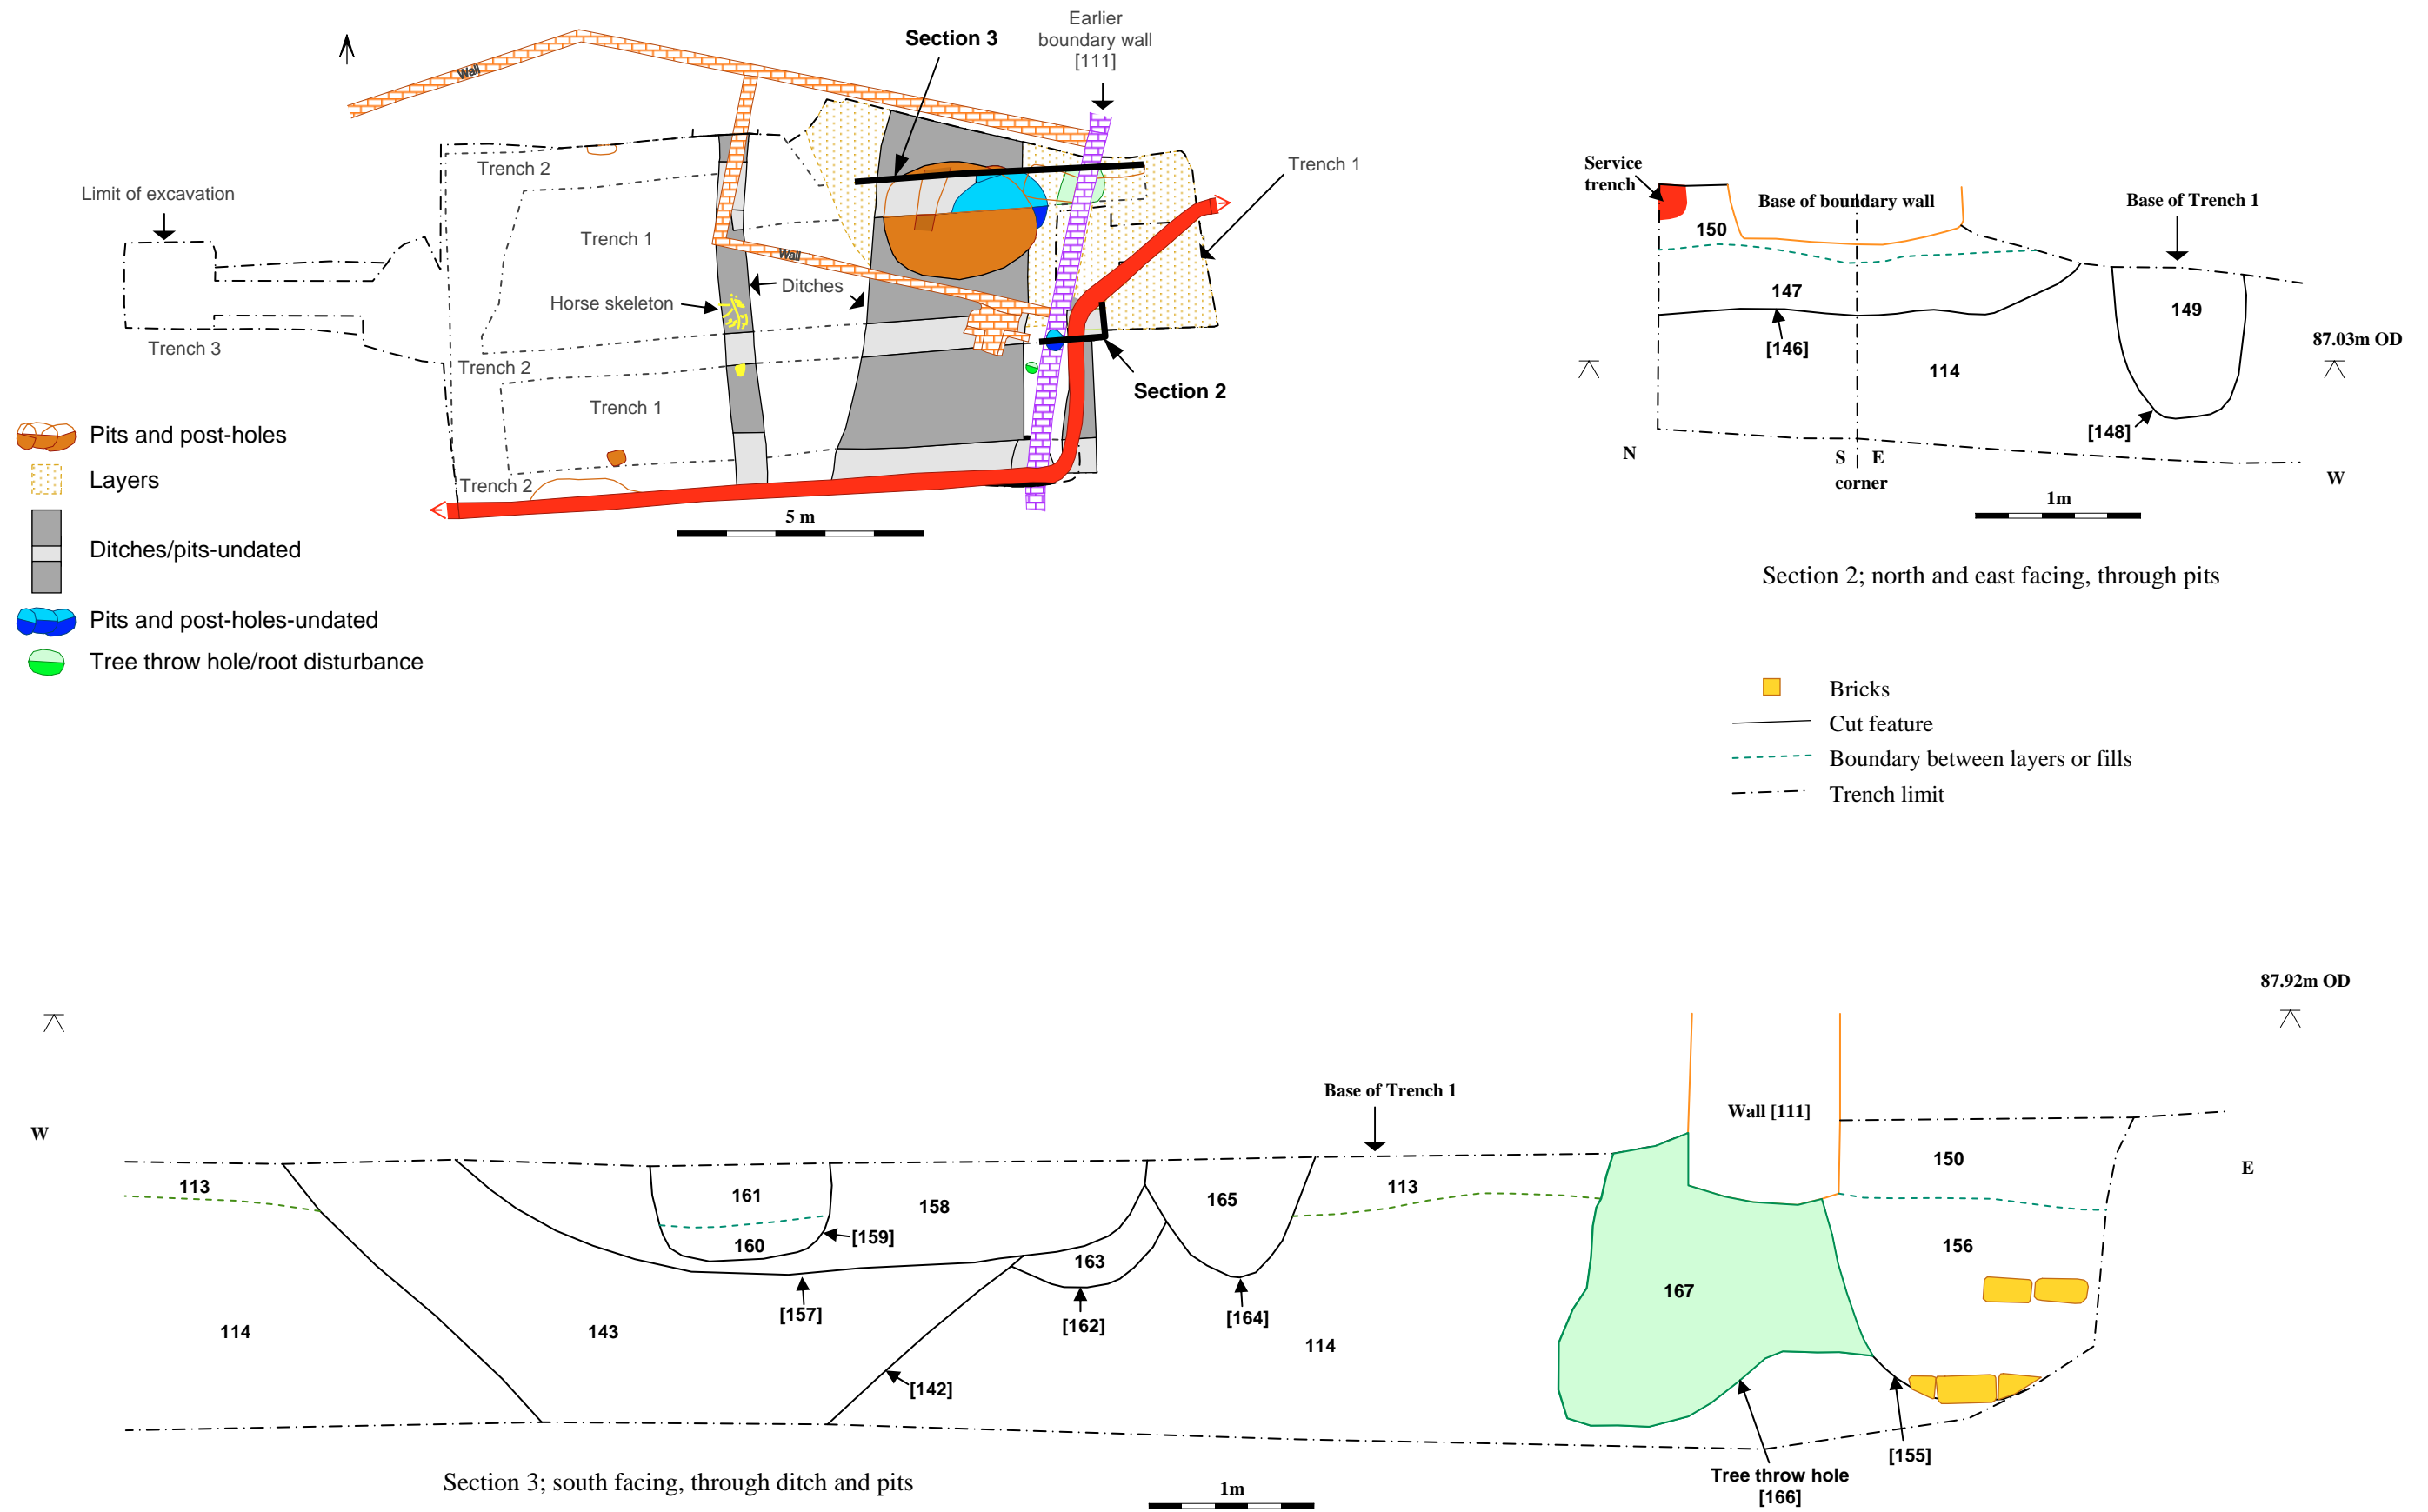 Section 3
Earlier
boundary wall
[111]
Wall
Trench 2
Trench 1
Limit of excavation
Trench 1
Wall
Ditches
Horse skeleton
Trench 3
Trench 2
Section 2
Trench 1
Trench 2
5 m
Pits and post-holes
Layers
Ditches/pits-undated
Pits and post-holes-undated
Tree throw hole/root disturbance
Service
trench
Base of boundary wall
Base of Trench 1
150
147
149
87.03m OD
[146]
114
[148]
N
S E
corner
W
1m
Section 2; north and east facing, through pits
Bricks
Cut feature
Boundary between layers or fills
Trench limit
87.92m OD
Base of Trench 1
Wall [111]
W
E
113
161
158
165
113
150
160
[159]
163
156
[157]
[162]
[164]
167
114
143
114
[142]
[155]
Tree throw hole
[166]
Section 3; south facing, through ditch and pits
1m